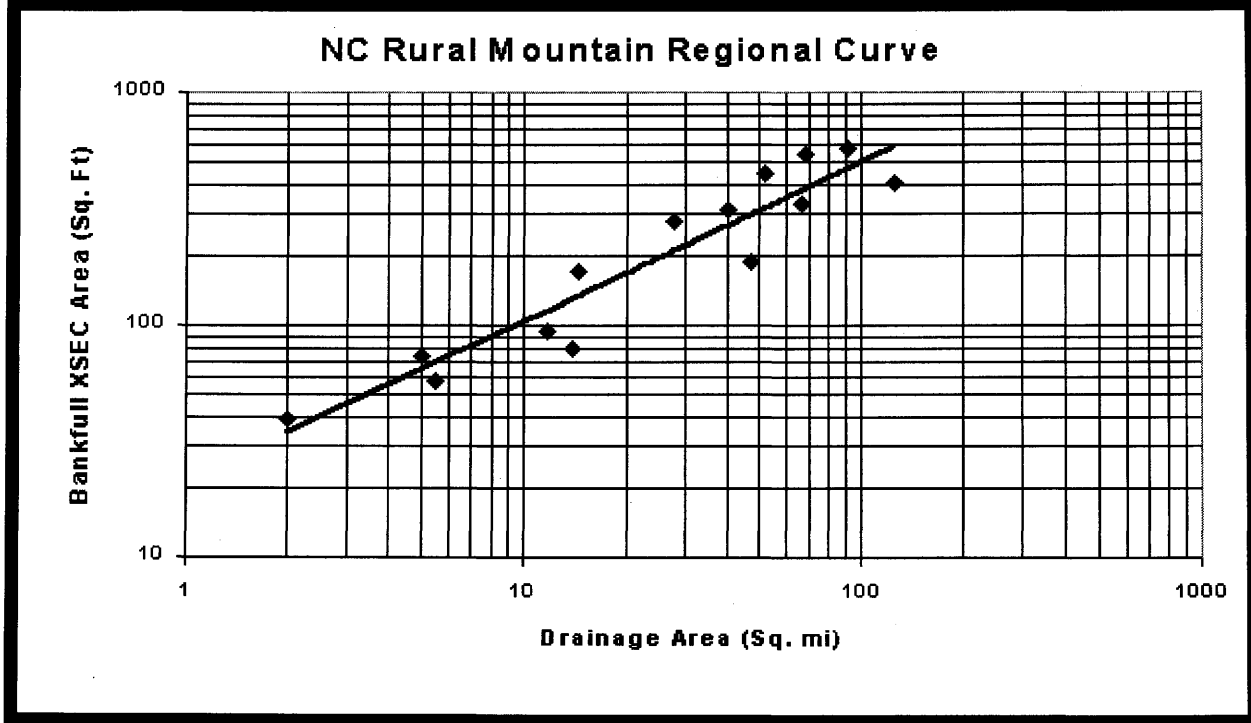 NC Rural Mountain Regional Curve
1000
100
10
Bankfull XSEC Area (Sq. Ft)
1
10
100
1000
Drainage Area (Sq. mi)